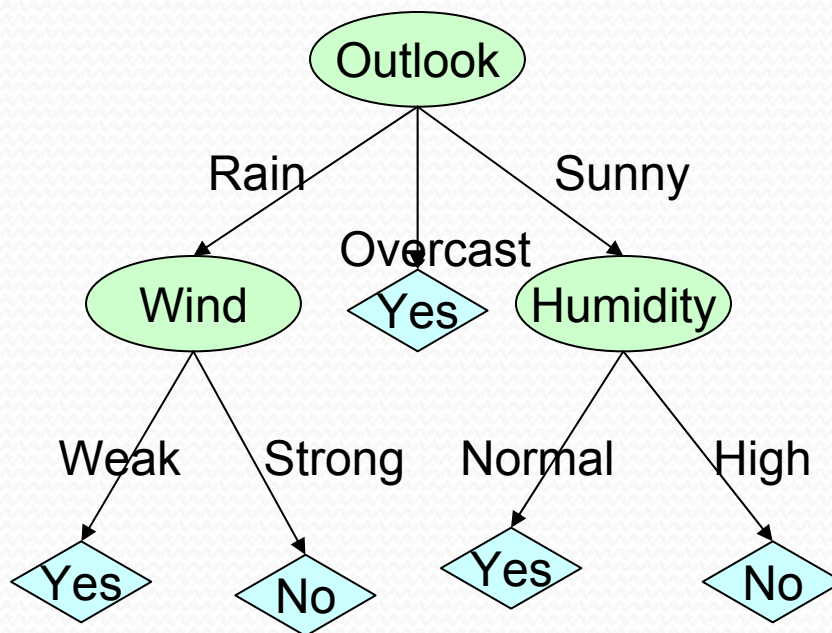 Outlook
Rain
Sunny
Overcast
Wind
Yes
Humidity
Weak
Strong
Normal
High
Yes
No
Yes
No